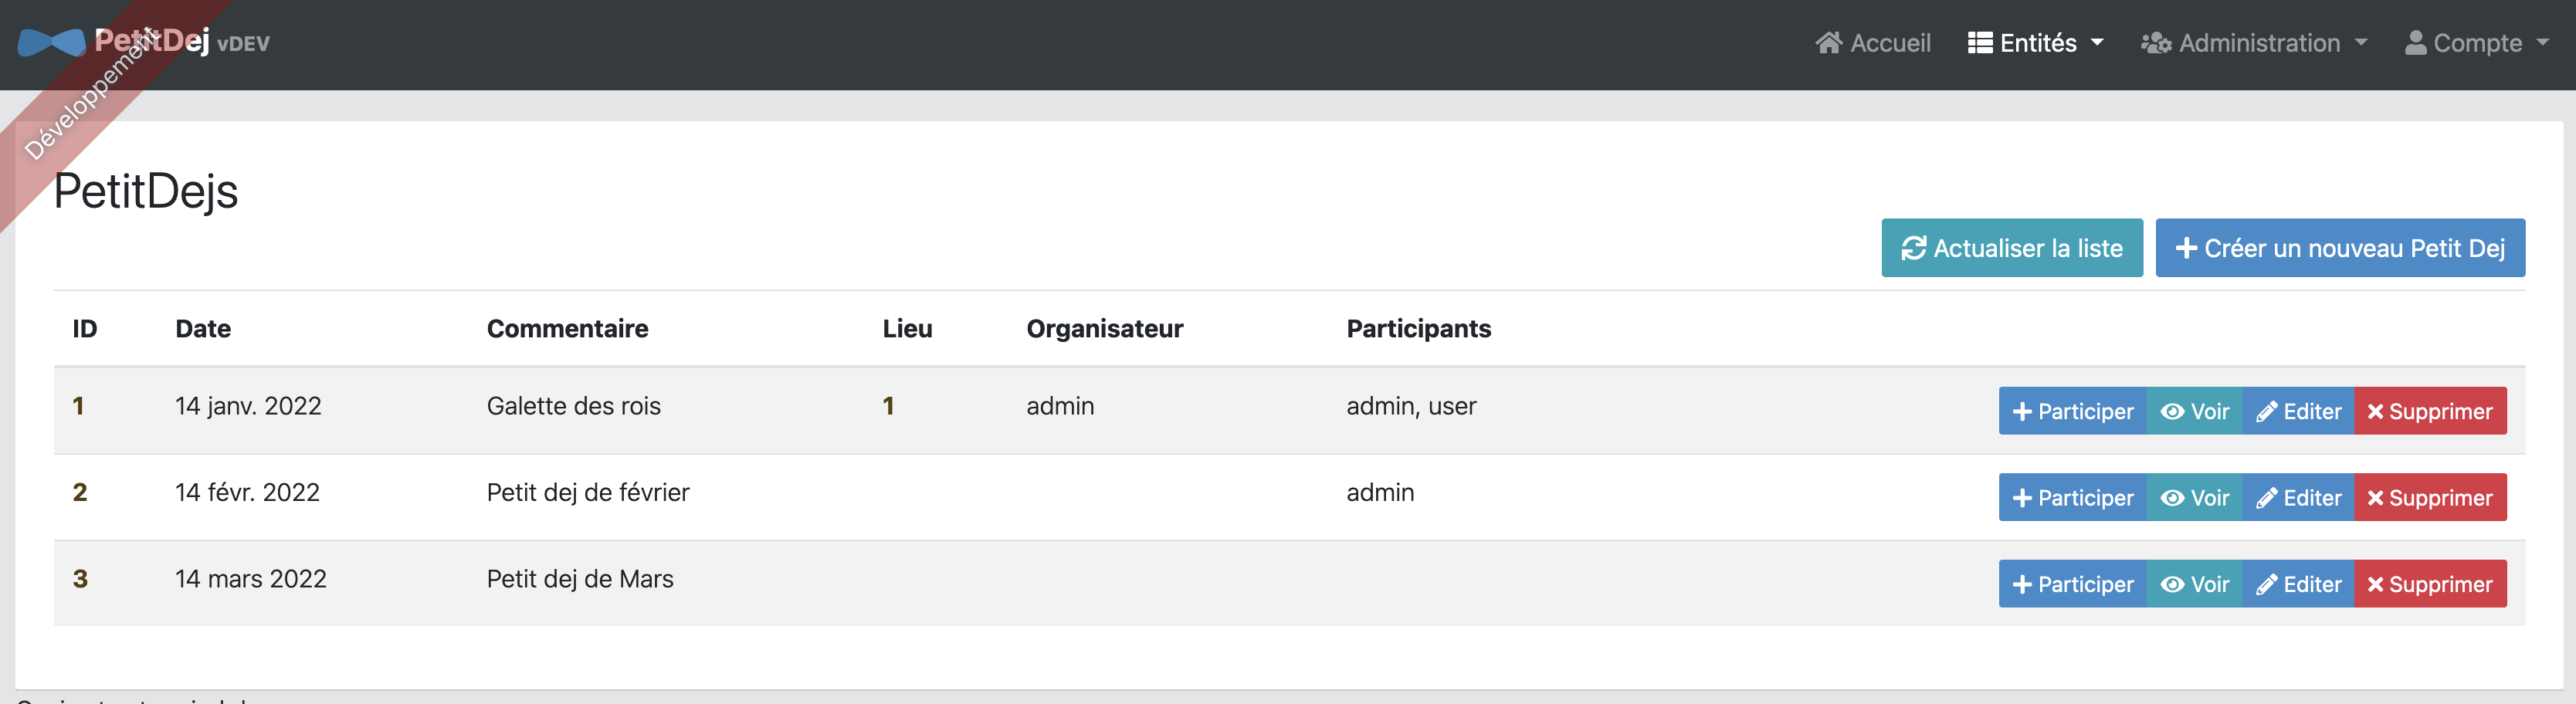 PetitDej vDEV
Accueil Entités Administration Compte
Développement
PetitDejs
Actualiser la liste Créer un nouveau Petit Dej
ID Date Commentaire Lieu Organisateur Participants
1 14 janv. 2022 Galette des rois 1 admin admin, user Participer Voir Editer Supprimer
2 14 févr. 2022 Petit dej de février admin Participer Voir Editer Supprimer
3 14 mars 2022 Petit dej de Mars Participer Voir Editer Supprimer